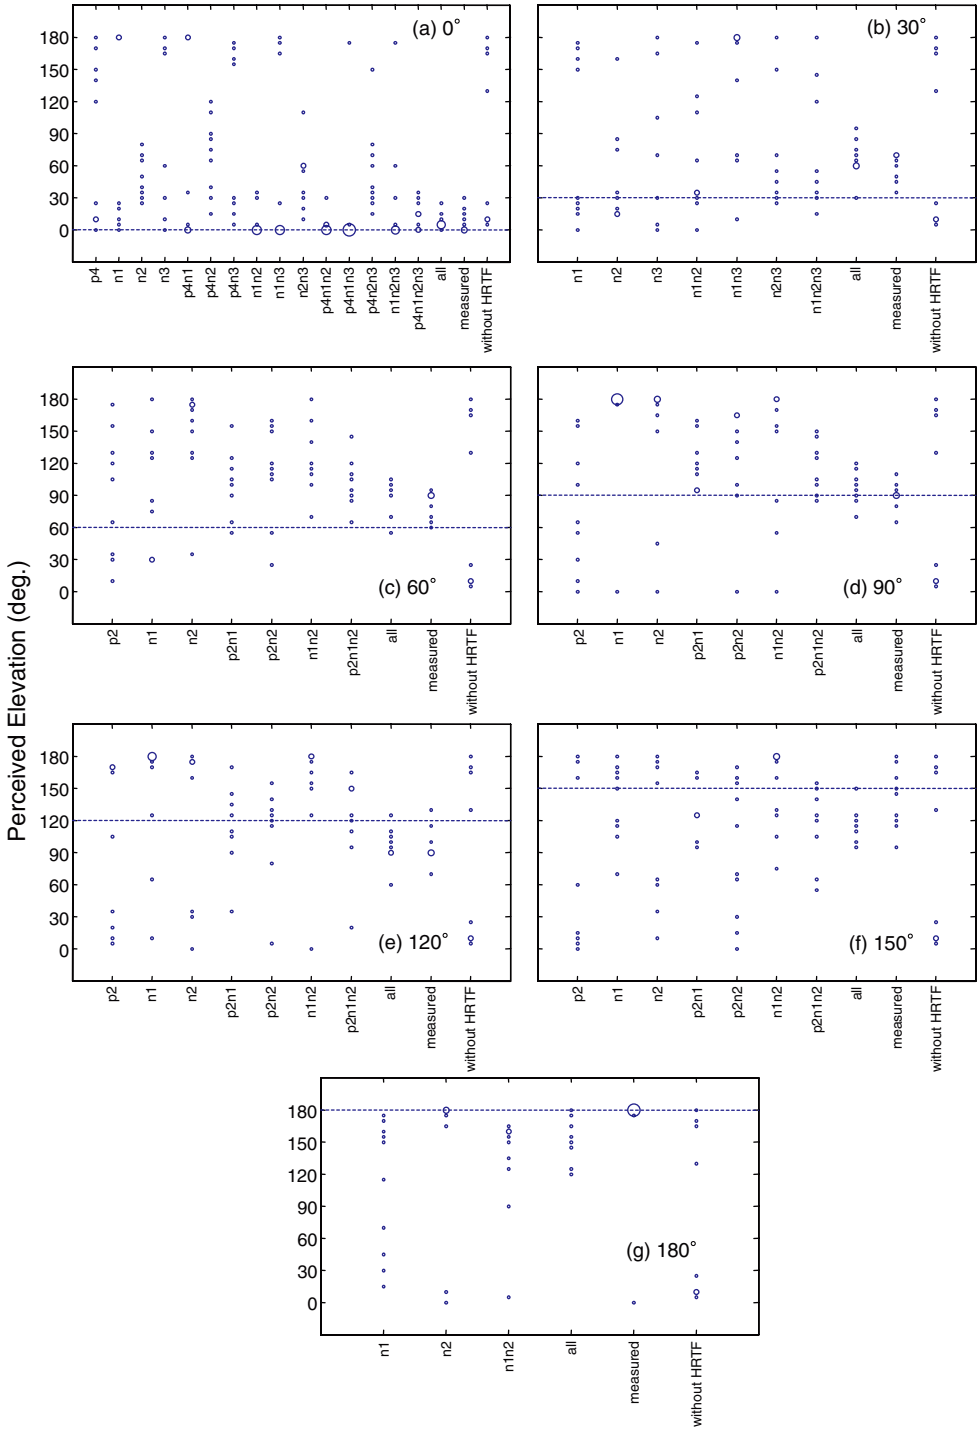 Perceived Elevation (deg.)
(a) 0°
180
150
120
90
60
30
0
p4
n1
n2
n3
p4n1
p4n2
p4n3
n1n2
n1n3
n2n3
p4n1n2
p4n1n3
p4n2n3
n1n2n3
p4n1n2n3
all
measured
without HRTF
(b) 30°
n1
n2
n3
n1n2
n1n3
n2n3
n1n2n3
all
measured
without HRTF
180
150
120
90
60
30
0
(c) 60°
p2
n1
n2
p2n1
p2n2
n1n2
p2n1n2
all
measured
without HRTF
(d) 90°
p2
n1
n2
p2n1
p2n2
n1n2
p2n1n2
all
measured
without HRTF
180
150
120
90
60
30
0
(e) 120°
p2
n1
n2
p2n1
p2n2
n1n2
p2n1n2
all
measured
without HRTF
(f) 150°
p2
n1
n2
p2n1
p2n2
n1n2
p2n1n2
all
measured
without HRTF
180
150
120
90
60
30
0
(g) 180°
n1
n2
n1n2
all
measured
without HRTF